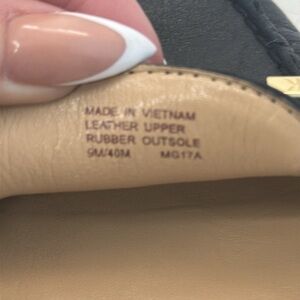 MADE IN VIETNAM
LEATHER UPPER
RUBBER OUTSOLE
9M/40M MG17A